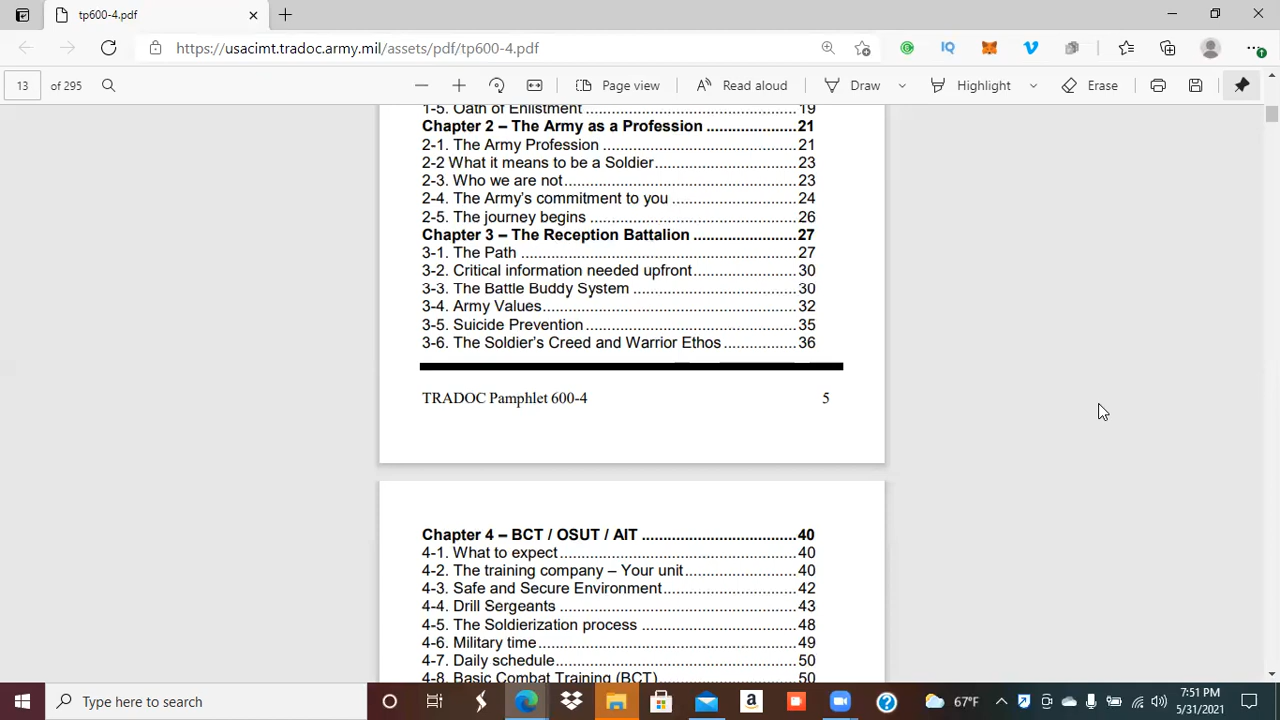 tp600-4.pdf
https://usacimt.tradoc.army.mil/assets/pdf/tp600-4.pdf
IQ
13 of 295
Page view
Read aloud
Draw
Highlight
Erase
1-5. Oath of Enlistment ........................................ 19
Chapter 2 – The Army as a Profession ..................... 21
2-1. The Army Profession ..................................... 21
2-2 What it means to be a Soldier............................ 23
2-3. Who we are not.............................................. 23
2-4. The Army's commitment to you ...................... 24
2-5. The journey begins ........................................ 26
Chapter 3 – The Reception Battalion ........................ 27
3-1. The Path ....................................................... 27
3-2. Critical information needed upfront.................... 30
3-3. The Battle Buddy System ................................ 30
3-4. Army Values................................................... 32
3-5. Suicide Prevention.......................................... 35
3-6. The Soldier's Creed and Warrior Ethos ................ 36
TRADOC Pamphlet 600-4 5
Chapter 4 – BCT / OSUT / AIT ................................ 40
4-1. What to expect................................................ 40
4-2. The training company – Your unit....................... 40
4-3. Safe and Secure Environment........................... 42
4-4. Drill Sergeants ............................................... 43
4-5. The Soldierization process ............................... 48
4-6. Military time.................................................... 49
4-7. Daily schedule................................................. 50
4-8. Basic Combat Training (BCT)............................ 50
Type here to search
a
67°F
7:51 PM
5/31/2021